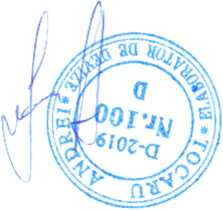 * TOCARU ANDREI *
ELABORATOR DE DEVIZE
D-2019
Nr.100
D